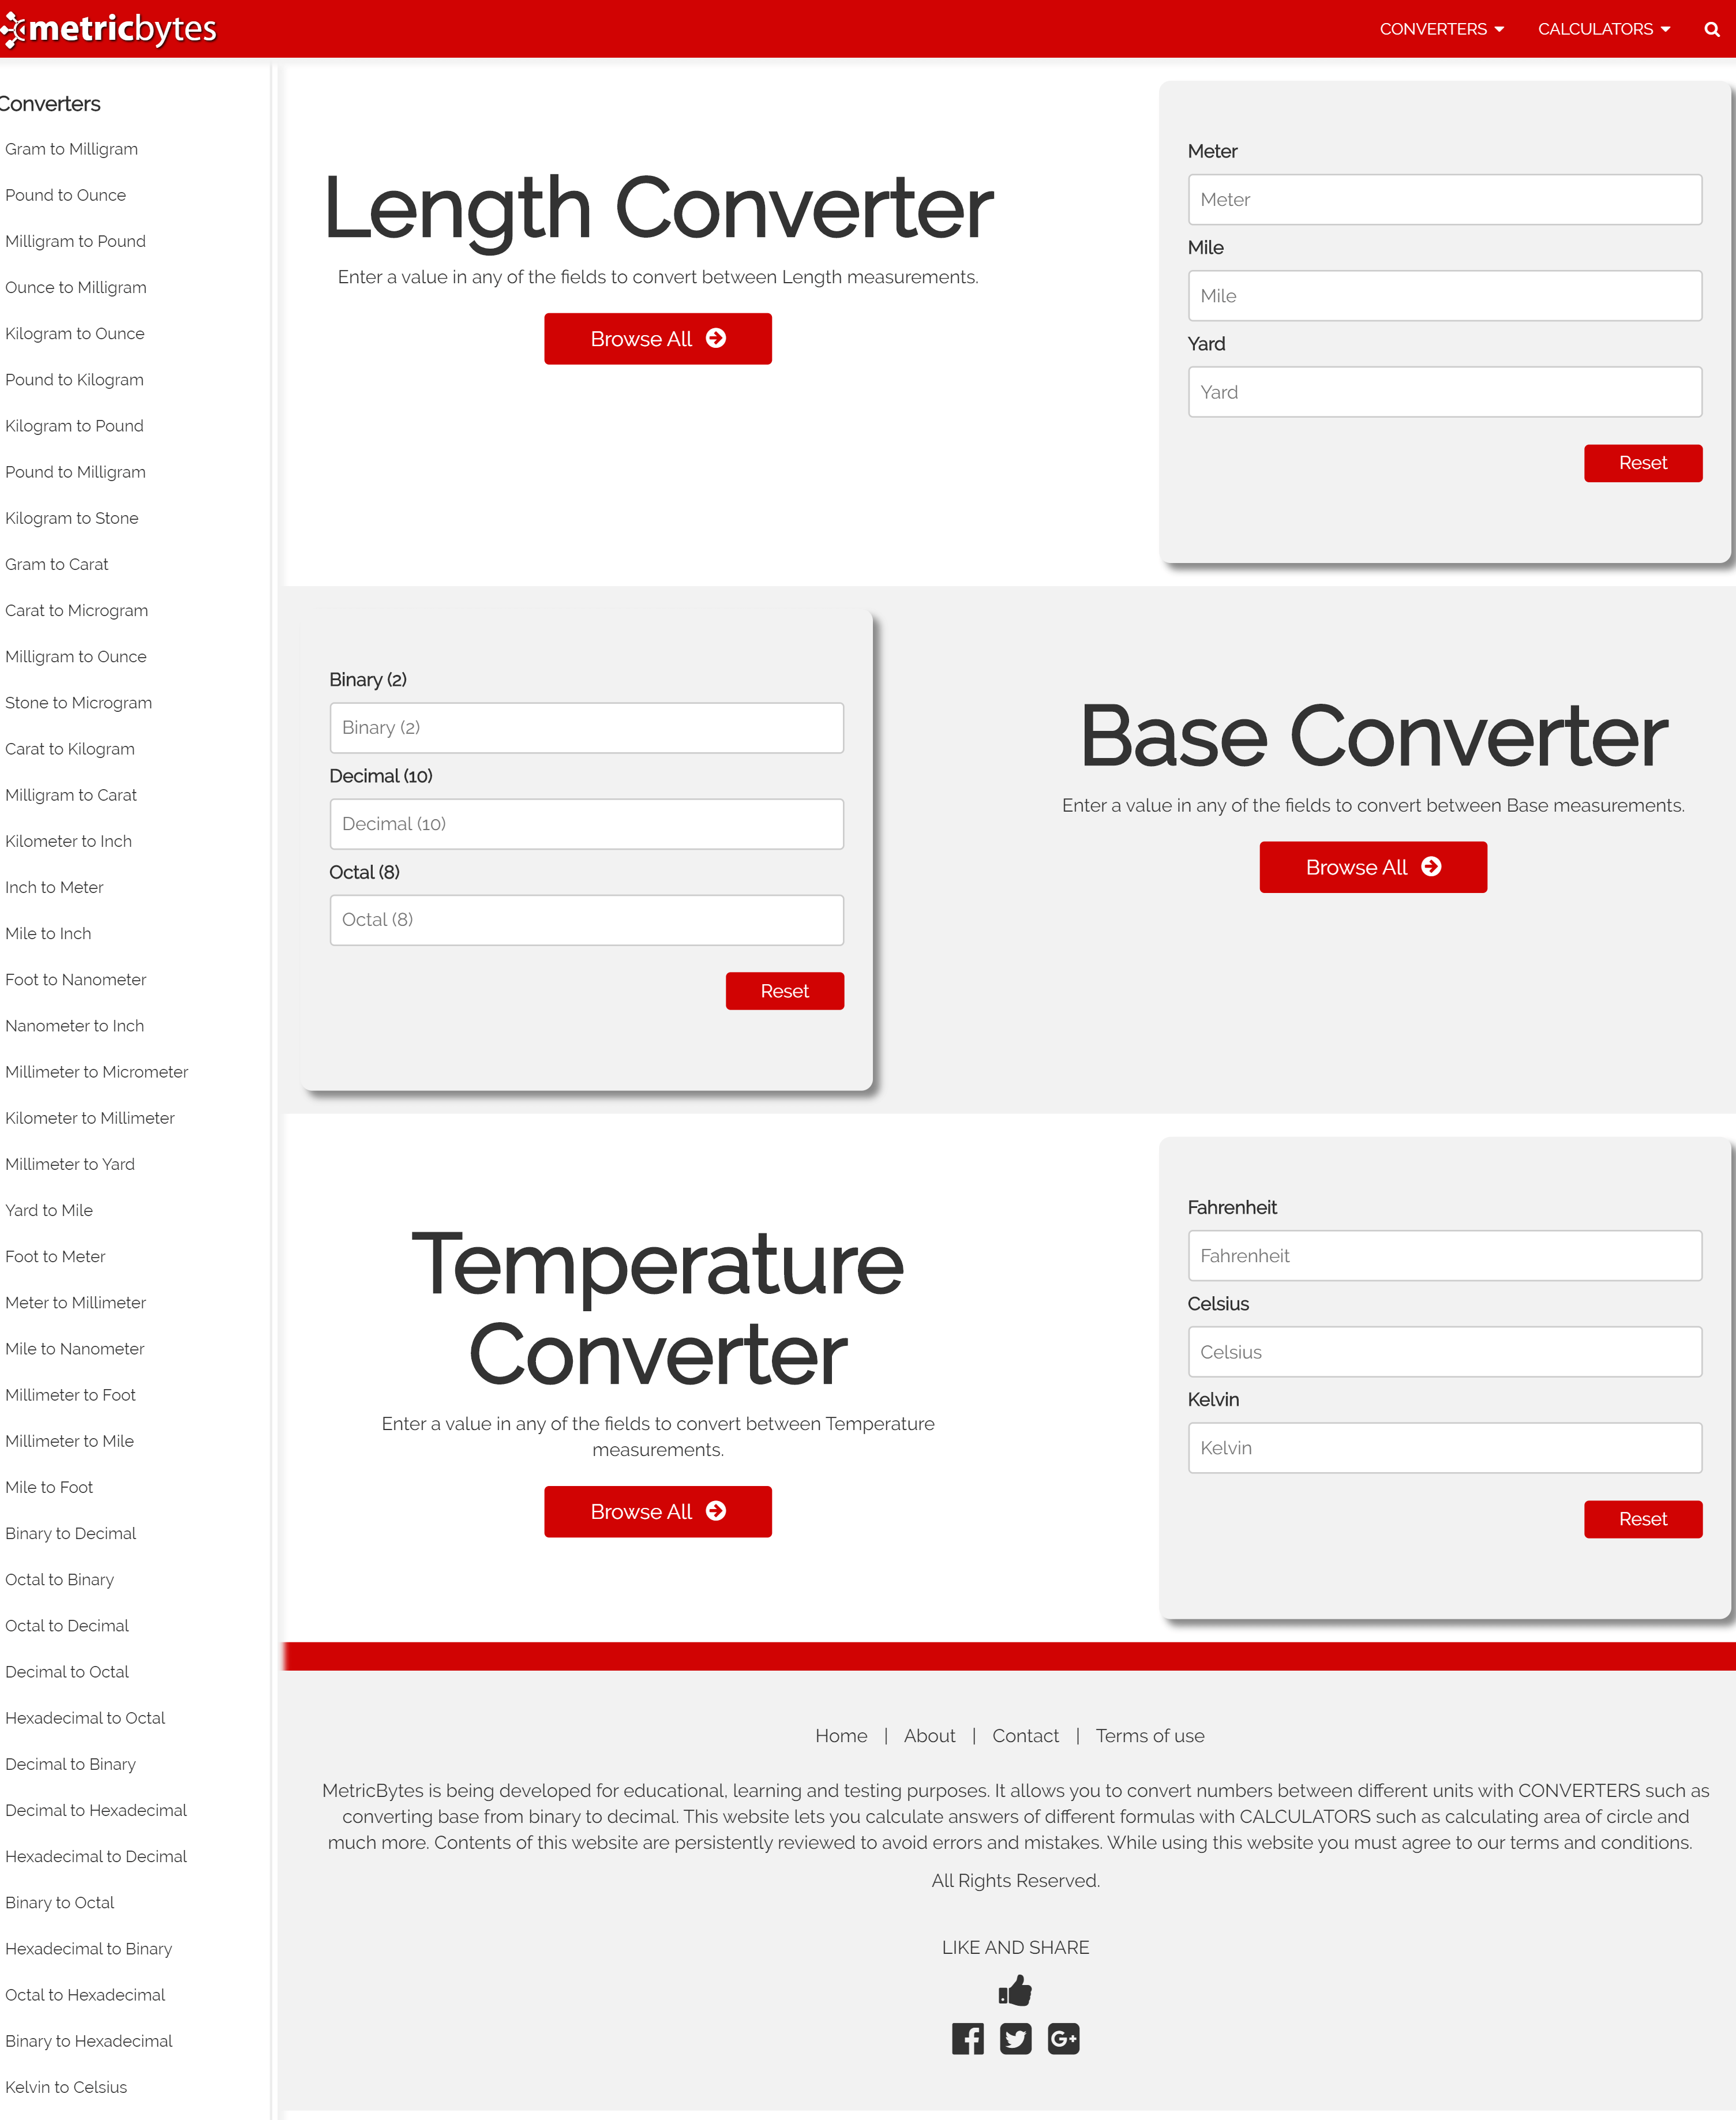 metricbytes
CONVERTERS
CALCULATORS
Converters
Gram to Milligram
Pound to Ounce
Milligram to Pound
Ounce to Milligram
Kilogram to Ounce
Pound to Kilogram
Kilogram to Pound
Pound to Milligram
Kilogram to Stone
Gram to Carat
Carat to Microgram
Milligram to Ounce
Stone to Microgram
Carat to Kilogram
Milligram to Carat
Kilometer to Inch
Inch to Meter
Mile to Inch
Foot to Nanometer
Nanometer to Inch
Millimeter to Micrometer
Kilometer to Millimeter
Millimeter to Yard
Yard to Mile
Foot to Meter
Meter to Millimeter
Mile to Nanometer
Millimeter to Foot
Millimeter to Mile
Mile to Foot
Binary to Decimal
Octal to Binary
Octal to Decimal
Decimal to Octal
Hexadecimal to Octal
Decimal to Binary
Decimal to Hexadecimal
Hexadecimal to Decimal
Binary to Octal
Hexadecimal to Binary
Octal to Hexadecimal
Binary to Hexadecimal
Kelvin to Celsius
Length Converter
Enter a value in any of the fields to convert between Length measurements.
Browse All
Meter
Meter
Mile
Mile
Yard
Yard
Reset
Binary (2)
Binary (2)
Decimal (10)
Decimal (10)
Octal (8)
Octal (8)
Reset
Base Converter
Enter a value in any of the fields to convert between Base measurements.
Browse All
Temperature
Converter
Enter a value in any of the fields to convert between Temperature
measurements.
Browse All
Fahrenheit
Fahrenheit
Celsius
Celsius
Kelvin
Kelvin
Reset
Home | About | Contact | Terms of use
MetricBytes is being developed for educational, learning and testing purposes. It allows you to convert numbers between different units with CONVERTERS such as
converting base from binary to decimal. This website lets you calculate answers of different formulas with CALCULATORS such as calculating area of circle and
much more. Contents of this website are persistently reviewed to avoid errors and mistakes. While using this website you must agree to our terms and conditions.
All Rights Reserved.
LIKE AND SHARE